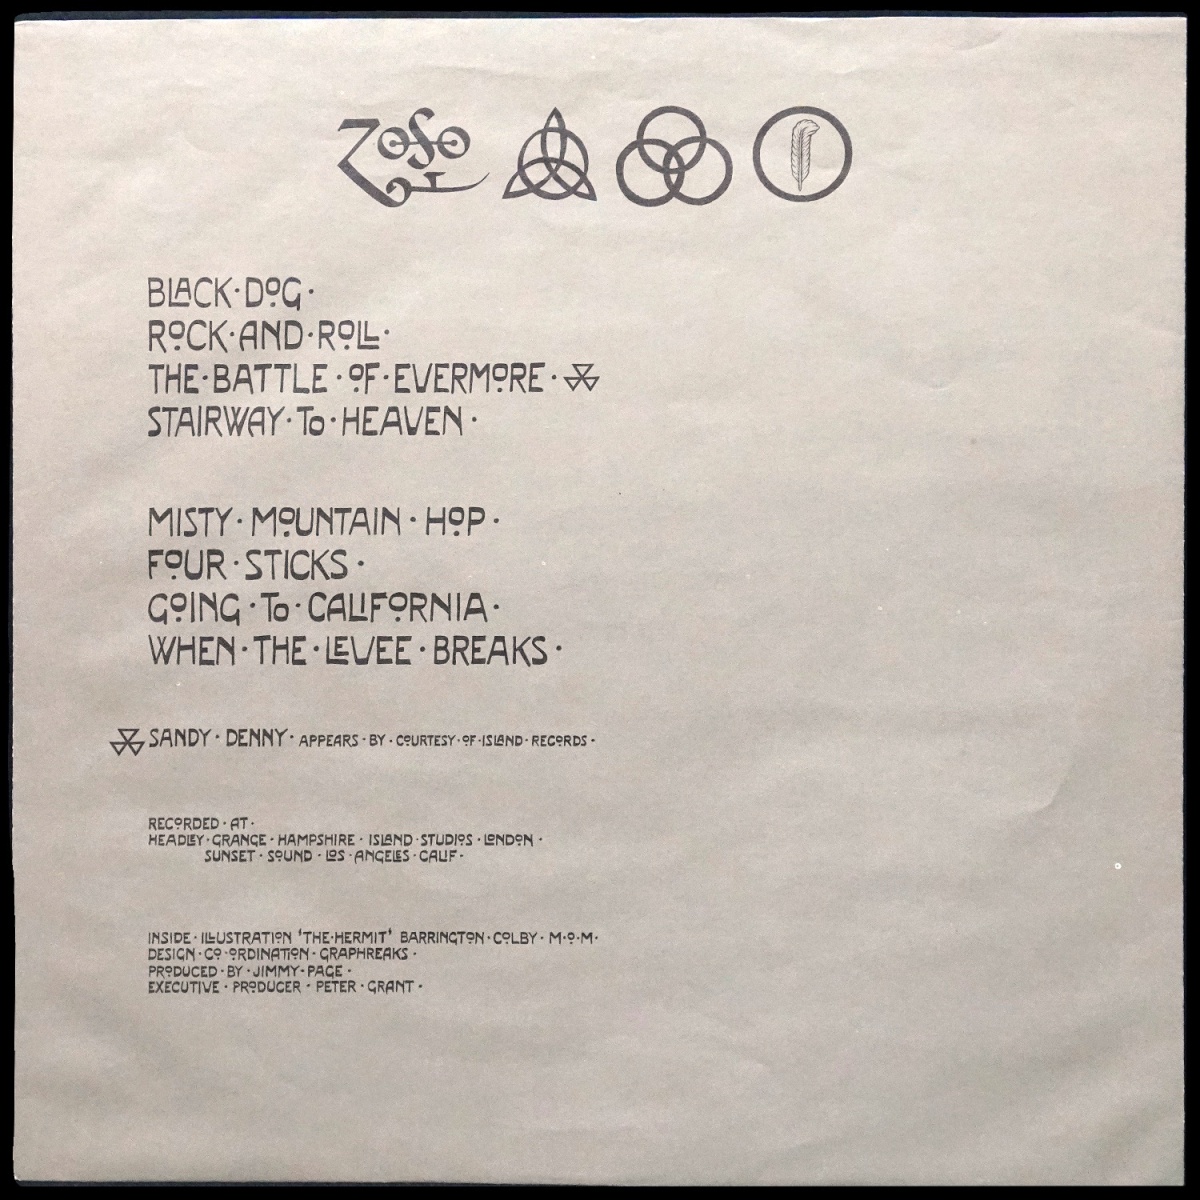 ZOSO
BLACK·DOG·
ROCK·AND·ROLL·
THE·BATTLE·OF·EVERMORE·
STAIRWAY·To·HEAVEN·
MISTY·MOUNTAIN·HOP·
FOUR·STICKS·
GOING·To·CALIFORNIA·
WHEN·THE·LEVEE·BREAKS·
SANDY·DENNY·APPEARS·BY·COURTESY·OF·ISLAND·RECORDS·
RECORDED·AT·
HEADLEY·GRANGE·HAMPSHIRE·ISLAND·STUDIOS·LONDON·
SUNSET·SOUND·LOS·ANGELES·CALIF·
INSIDE·ILLUSTRATION 'THE·HERMIT' BARRINGTON·COLBY·M·O·M·
DESIGN·CO·ORDINATION·GRAPHREAKS·
PRODUCED·BY·JIMMY·PAGE·
EXECUTIVE·PRODUCER·PETER·GRANT·